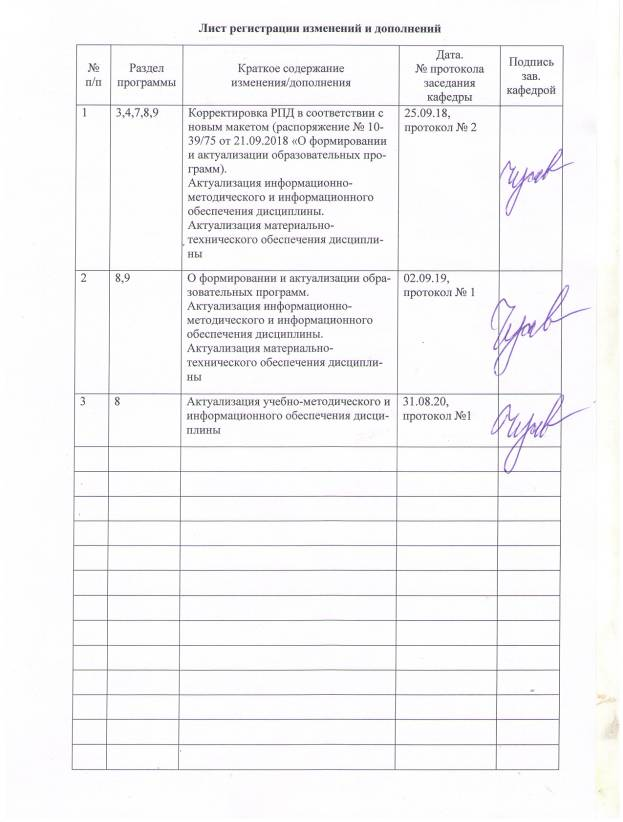 Лист регистрации изменений и дополнений
№ п/п
Раздел программы
Краткое содержание изменения/дополнения
Дата. № протокола заседания кафедры
Подпись зав. кафедрой
1
3,4,7,8,9
Корректировка РПД в соответствии с
новым макетом (распоряжение № 10-
39/75 от 21.09.2018 «О формировании
и актуализации образовательных про-
грамм).
Актуализация информационно-
методического и информационного
обеспечения дисциплины.
Актуализация материально-
технического обеспечения дисципли-
ны
25.09.18,
протокол № 2
2
8,9
О формировании и актуализации обра-
зовательных программ.
Актуализация информационно-
методического и информационного
обеспечения дисциплины.
Актуализация материально-
технического обеспечения дисципли-
ны
02.09.19,
протокол № 1
3
8
Актуализация учебно-методического и
информационного обеспечения дисци-
плины
31.08.20,
протокол №1